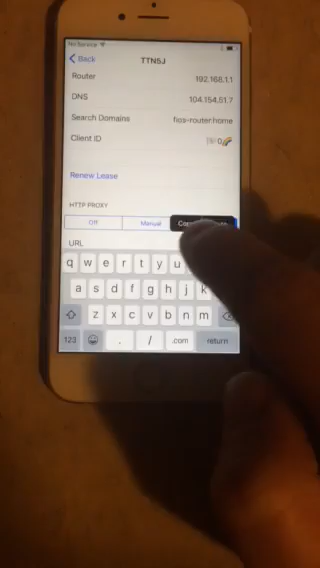 No Service
Back
TTN5J
Router 192.168.1.1
DNS 104.154.51.7
Search Domains fios-router.home
Client ID
Renew Lease
HTTP PROXY
Off Manual
URL
q w e r t y u
a s d f g h j k
z x c v b n m
123 . / .com return